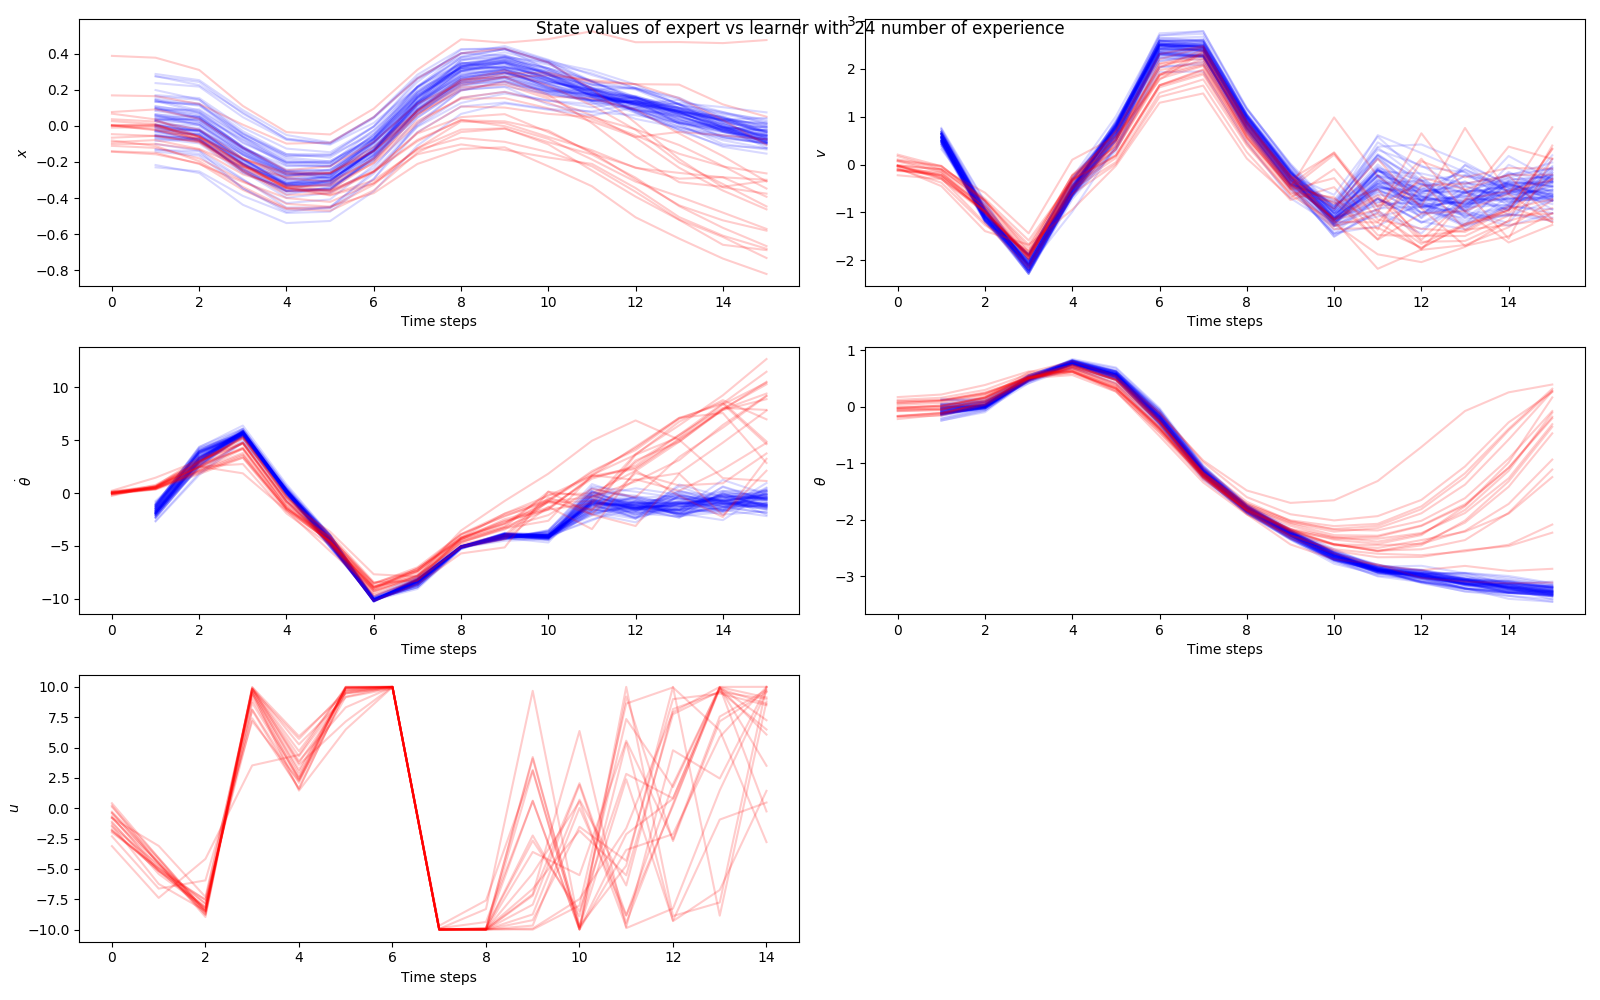 State values of expert vs learner with 24 number of experience
0.4
0.2
0.0
−0.2
−0.4
−0.6
−0.8
x
0 2 4 6 8 10 12 14
Time steps
3
2
1
0
−1
−2
v
0 2 4 6 8 10 12 14
Time steps
10
5
0
−5
−10
θ̇
0 2 4 6 8 10 12 14
Time steps
1
0
−1
−2
−3
θ
0 2 4 6 8 10 12 14
Time steps
10.0
7.5
5.0
2.5
0.0
−2.5
−5.0
−7.5
−10.0
u
0 2 4 6 8 10 12 14
Time steps